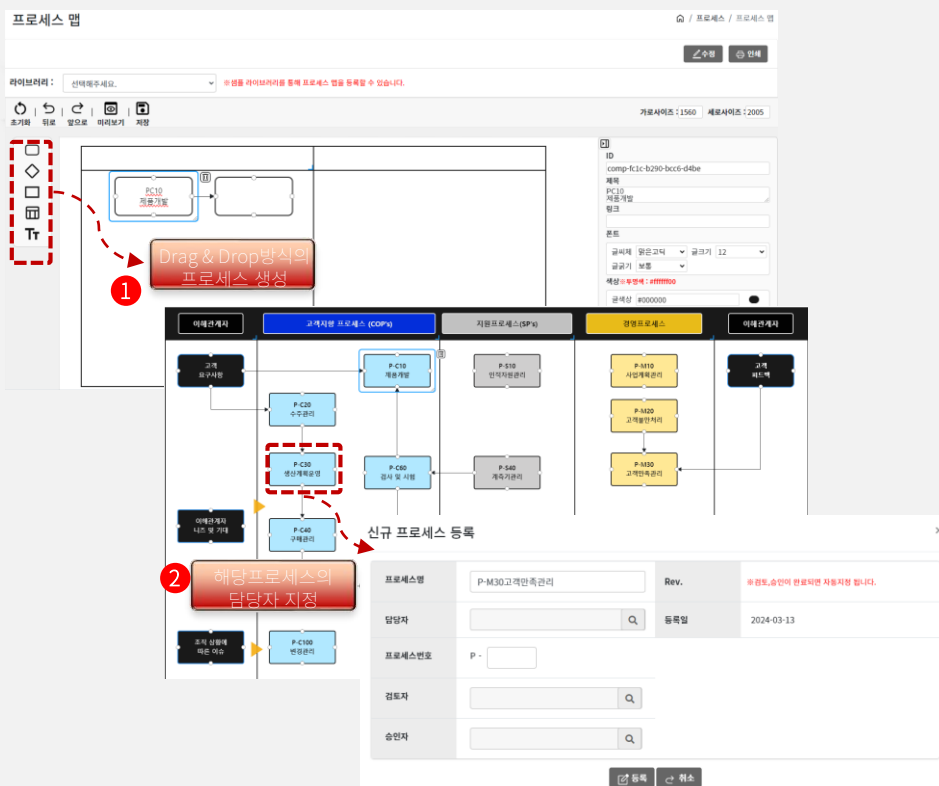 프로세스 맵
/ 프로세스 / 프로세스 맵
수정
인쇄
라이브러리 :
선택해주세요.
※샘플 라이브러리를 통해 프로세스 맵을 등록할 수 있습니다.
초기화
뒤로
앞으로
미리보기
저장
가로사이즈 : 1560
세로사이즈 : 2005
ID
comp-fc1c-b290-bcc6-d4be
제목
PC10
제품개발
링크
폰트
글씨체
맑은고딕
글크기
12
글굵기
보통
색상※투명색 : #ffffff00
글색상
#000000
Tт
PC10
제품개발
Drag & Drop방식의
프로세스 생성
1
이해관계자
고객지향 프로세스 (COP's)
지원프로세스(SP's)
경영프로세스
이해관계자
고객
요구사항
P-C10
제품개발
P-S10
인적자원관리
P-M10
사업계획관리
고객
피드백
P-C20
수주관리
P-M20
고객불만처리
P-C30
생산계획운영
P-C60
검사 및 시험
P-S40
계측기관리
P-M30
고객만족관리
이해관계자
니즈 및 기대
P-C40
구매관리
2
해당프로세스의
담당자 지정
조직 상황에
따른 이슈
P-C100
변경관리
신규 프로세스 등록
프로세스명
P-M30고객만족관리
Rev.
※검토,승인이 완료되면 자동지정 됩니다.
담당자
등록일
2024-03-13
프로세스번호
P -
검토자
승인자
등록
취소